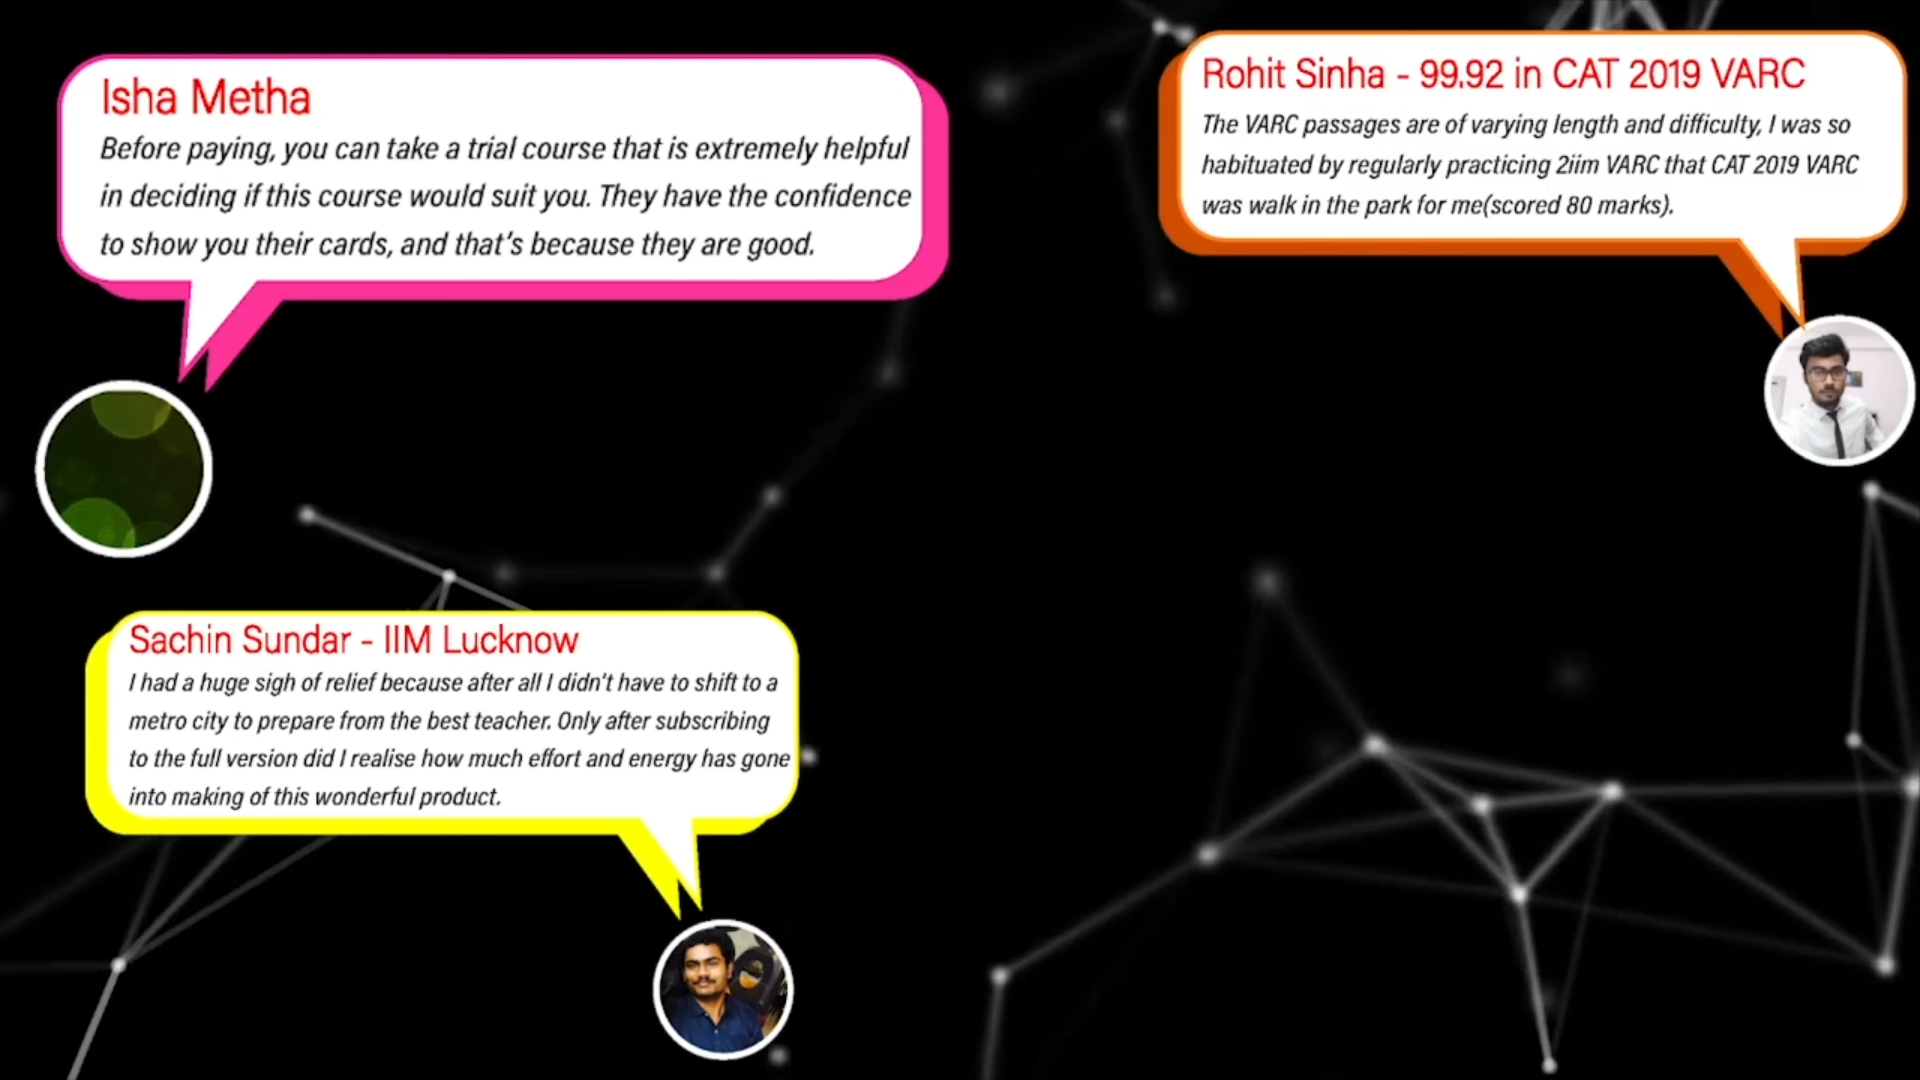 Isha Metha
Before paying, you can take a trial course that is extremely helpful
in deciding if this course would suit you. They have the confidence
to show you their cards, and that's because they are good.
Rohit Sinha - 99.92 in CAT 2019 VARC
The VARC passages are of varying length and difficulty, I was so
habituated by regularly practicing 2iim VARC that CAT 2019 VARC
was walk in the park for me(scored 80 marks).
Sachin Sundar - IIM Lucknow
I had a huge sigh of relief because after all I didn't have to shift to a
metro city to prepare from the best teacher. Only after subscribing
to the full version did I realise how much effort and energy has gone
into making of this wonderful product.